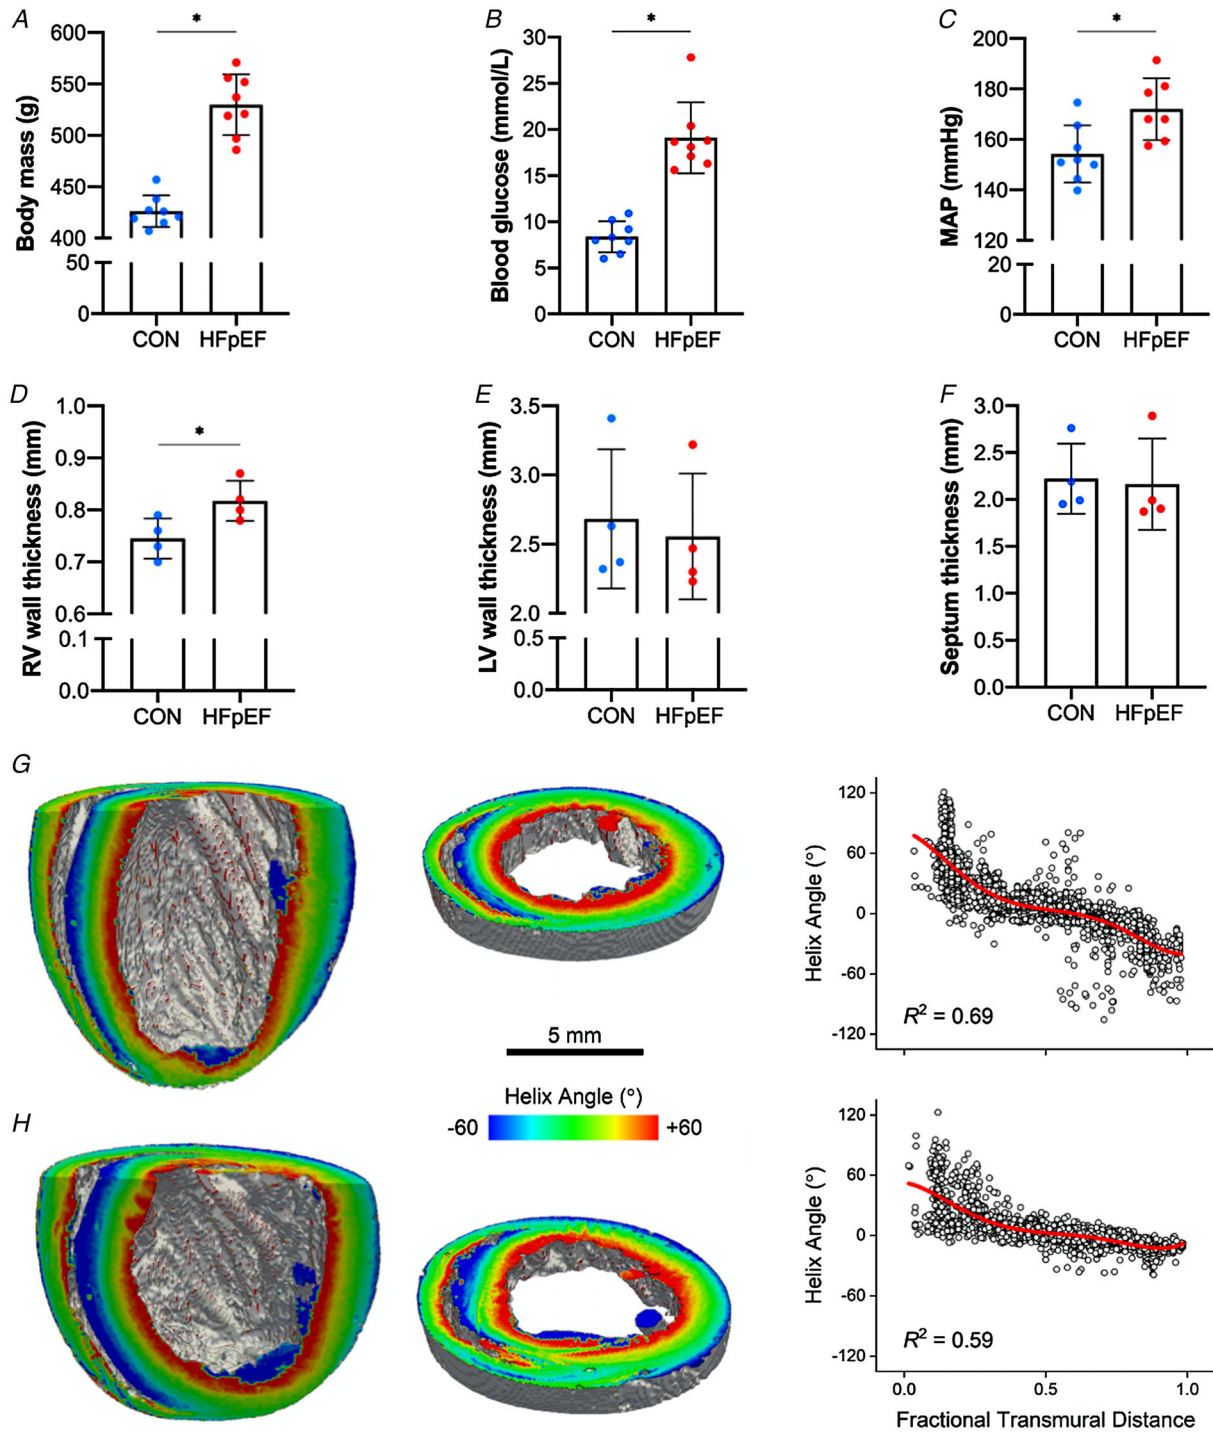 A
*
Body mass (g)
600
550
500
450
400
50
0
CON HFpEF
B
*
Blood glucose (mmol/L)
30
25
20
15
10
5
0
CON HFpEF
C
*
MAP (mmHg)
200
180
160
140
120
20
0
CON HFpEF
D
*
RV wall thickness (mm)
1.0
0.9
0.8
0.7
0.6
0.1
0.0
CON HFpEF
E
LV wall thickness (mm)
3.5
3.0
2.5
2.0
0.5
0.0
CON HFpEF
F
Septum thickness (mm)
3.0
2.5
2.0
1.5
1.0
0.5
0.0
CON HFpEF
G
5 mm
Helix Angle (°)
-60 +60
Helix Angle (°)
120
60
0
-60
-120
R² = 0.69
H
Helix Angle (°)
120
60
0
-60
-120
R² = 0.59
0.0 0.5 1.0
Fractional Transmural Distance